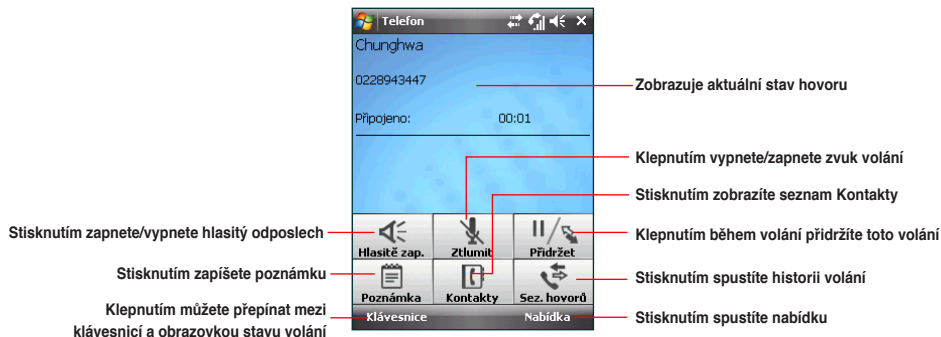 Telefon
Chunghwa
0228943447
Připojeno: 00:01
Zobrazuje aktuální stav hovoru
Klepnutím vypnete/zapnete zvuk volání
Stisknutím zobrazíte seznam Kontakty
Stisknutím zapnete/vypnete hlasitý odposlech
Klepnutím během volání přidržíte toto volání
Hlasitě zap. Ztlumit Přidržet
Stisknutím zapíšete poznámku
Stisknutím spustíte historii volání
Poznámka Kontakty Sez. hovorů
Klepnutím můžete přepínat mezi
klávesnicí a obrazovkou stavu volání
Klávesnice Nabídka
Stisknutím spustíte nabídku